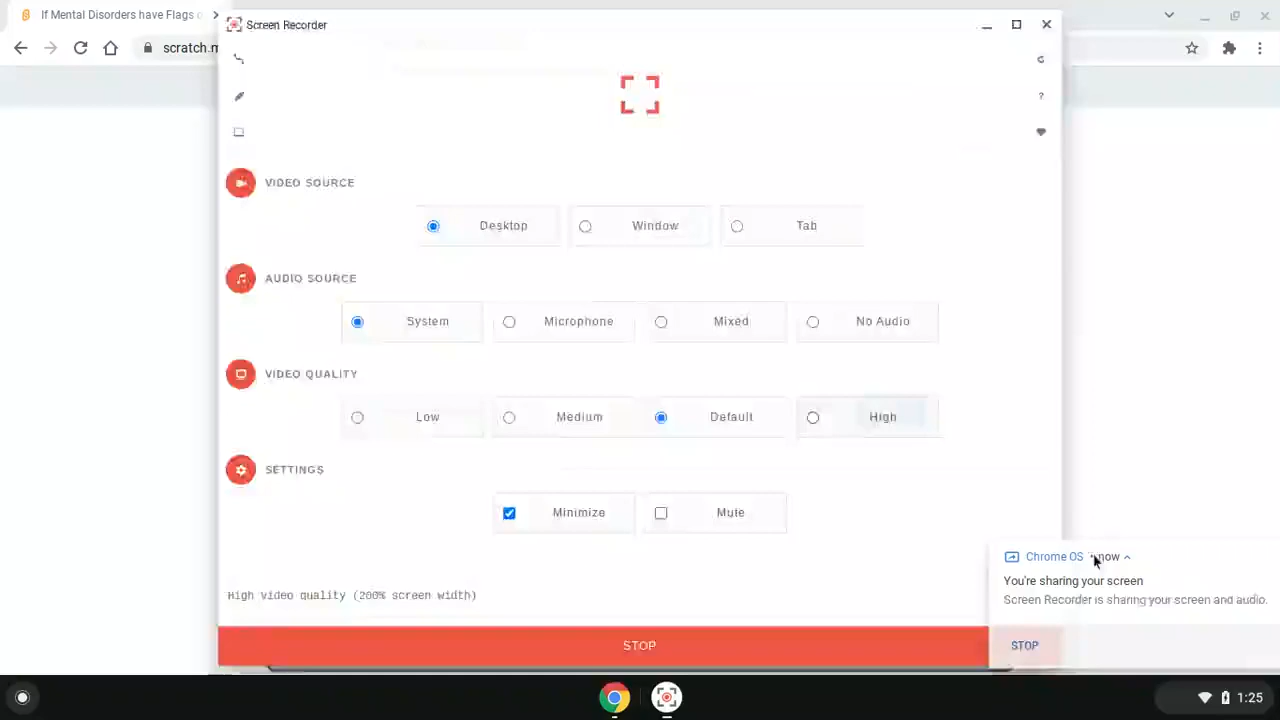 If Mental Disorders have Flags o
Screen Recorder
scratch.m
?
VIDEO SOURCE
Desktop Window Tab
AUDIO SOURCE
System Microphone Mixed No Audio
VIDEO QUALITY
Low Medium Default High
SETTINGS
Minimize Mute
Chrome OS now
You're sharing your screen
Screen Recorder is sharing your screen and audio.
High video quality (200% screen width)
STOP
STOP
1:25